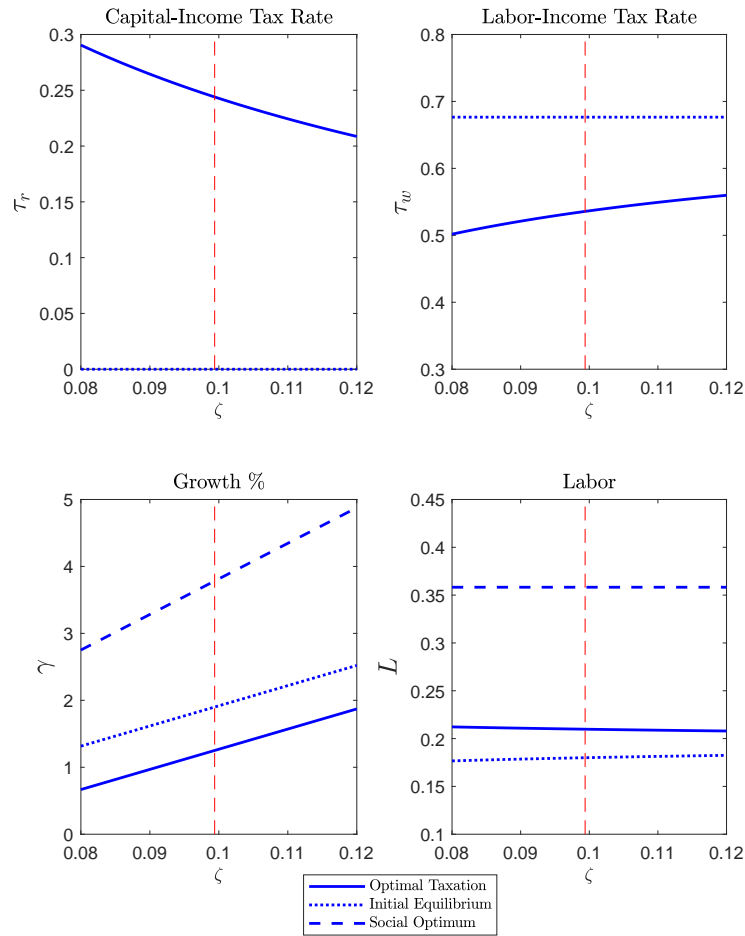 Capital-Income Tax Rate
0.3
0.25
0.2
0.15
0.1
0.05
0
τr
0.08 0.09 0.1 0.11 0.12
ζ
Labor-Income Tax Rate
0.8
0.7
0.6
0.5
0.4
0.3
τw
0.08 0.09 0.1 0.11 0.12
ζ
Growth %
5
4
3
2
1
0
γ
0.08 0.09 0.1 0.11 0.12
ζ
Labor
0.45
0.4
0.35
0.3
0.25
0.2
0.15
0.1
L
0.08 0.09 0.1 0.11 0.12
ζ
Optimal Taxation
Initial Equilibrium
Social Optimum